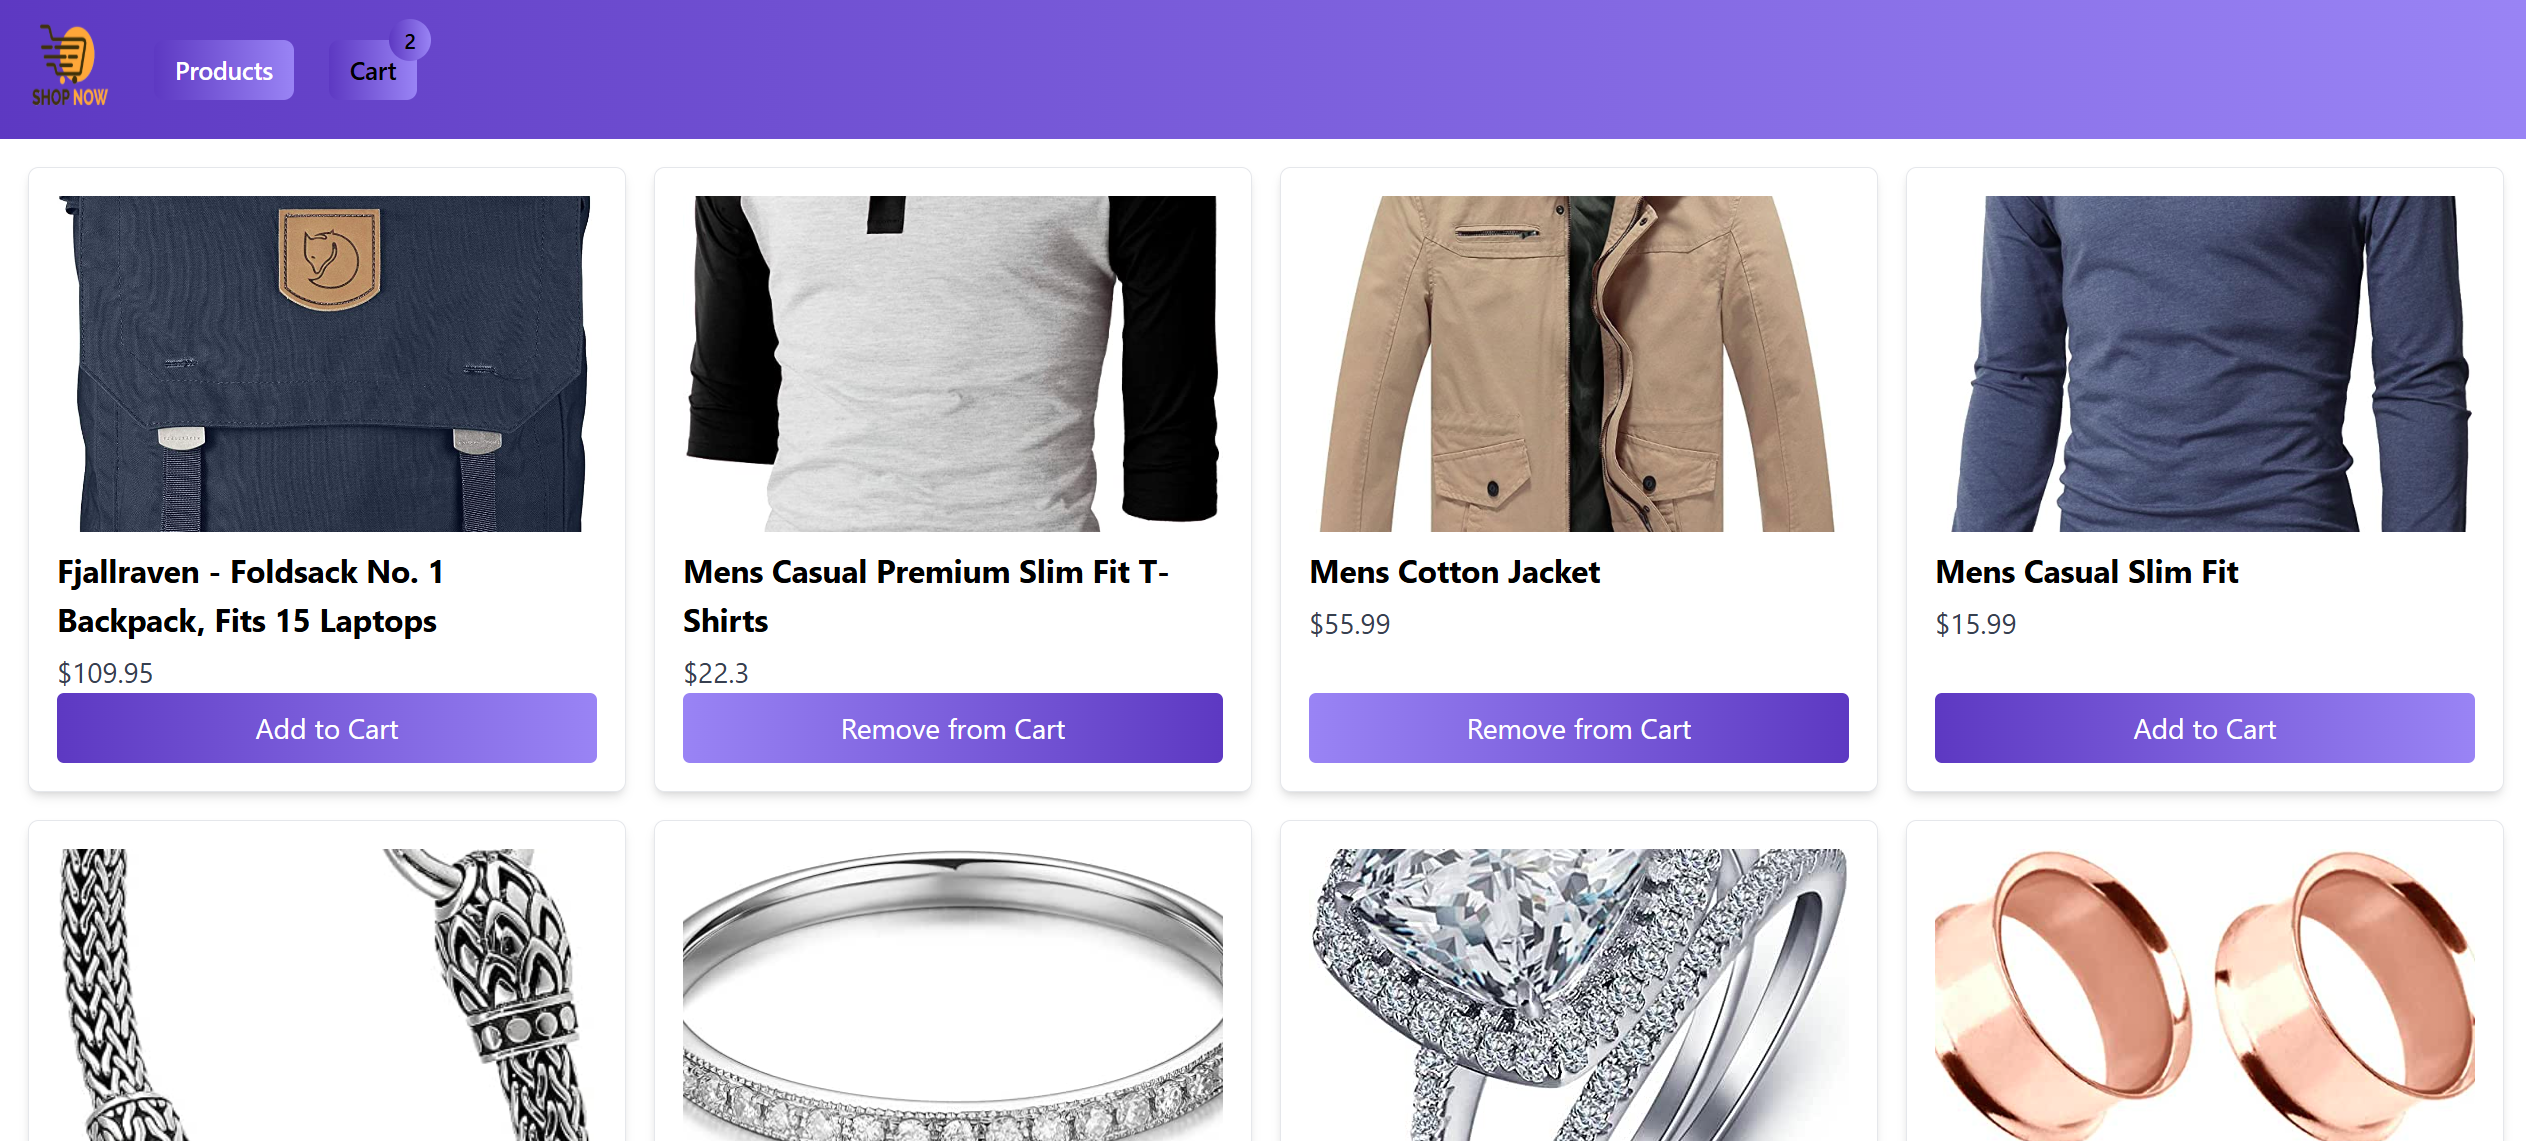 SHOP NOW
Products
Cart
2
Fjallraven - Foldsack No. 1
Backpack, Fits 15 Laptops
$109.95
Add to Cart
Mens Casual Premium Slim Fit T-
Shirts
$22.3
Remove from Cart
Mens Cotton Jacket
$55.99
Remove from Cart
Mens Casual Slim Fit
$15.99
Add to Cart